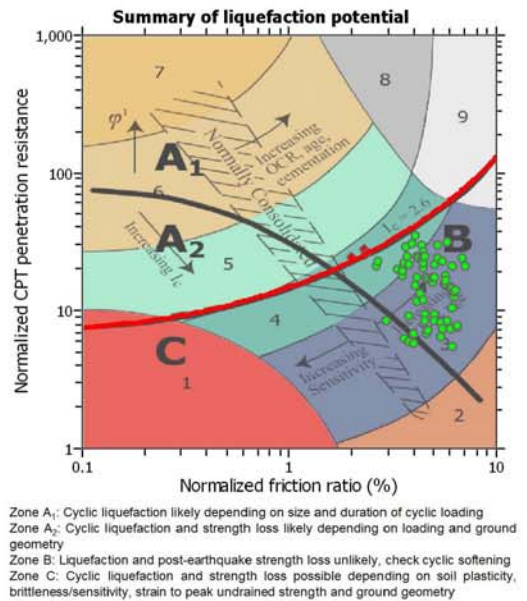 Summary of liquefaction potential
1,000
7
8
9
φ'
A1
Increasing
OCR, age,
cementation
Normally Consolidated
100
6
A2
Ic = 2.6
B
Increasing Ic
5
10
4
3
C
1
Increasing
Sensitivity
2
1
0.1
1
10
Normalized CPT penetration resistance
Normalized friction ratio (%)
Zone A1: Cyclic liquefaction likely depending on size and duration of cyclic loading
Zone A2: Cyclic liquefaction and strength loss likely depending on loading and ground
geometry
Zone B: Liquefaction and post-earthquake strength loss unlikely, check cyclic softening
Zone C: Cyclic liquefaction and strength loss possible depending on soil plasticity,
brittleness/sensitivity, strain to peak undrained strength and ground geometry